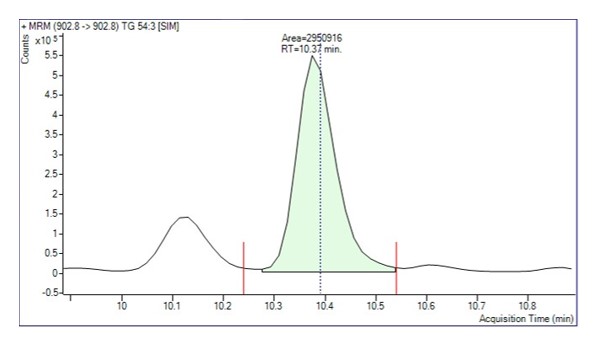 + MRM (902.8 -> 902.8) TG 54:3 [SIM]
Counts
x10 5
Area=2950916
RT=10.37 min.
5.5
5
4.5
4
3.5
3
2.5
2
1.5
1
0.5
0
-0.5
10 10.1 10.2 10.3 10.4 10.5 10.6 10.7 10.8
Acquisition Time (min)